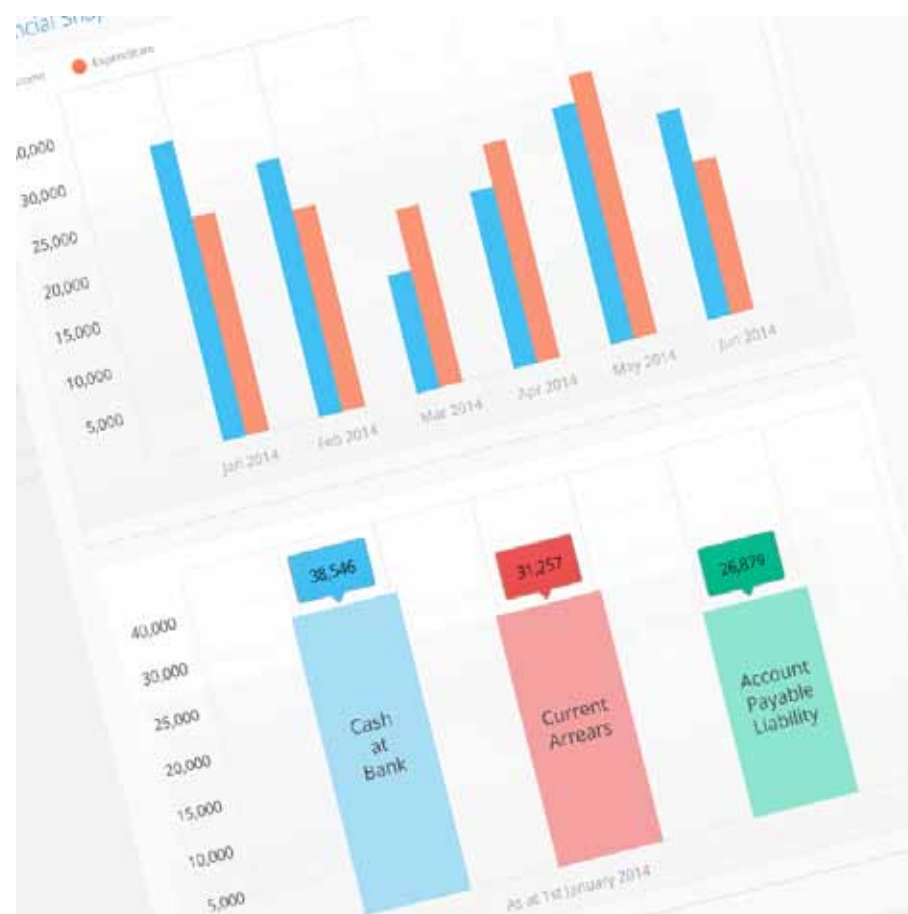 Expenditure
30,000
25,000
20,000
15,000
10,000
5,000
Jan 2014
Feb 2014
Mar 2014
Apr 2014
May 2014
Jun 2014
38,546
31,257
26,879
40,000
30,000
25,000
20,000
15,000
10,000
5,000
Cash
at
Bank
Current
Arrears
Account
Payable
Liability
As at 1st January 2014